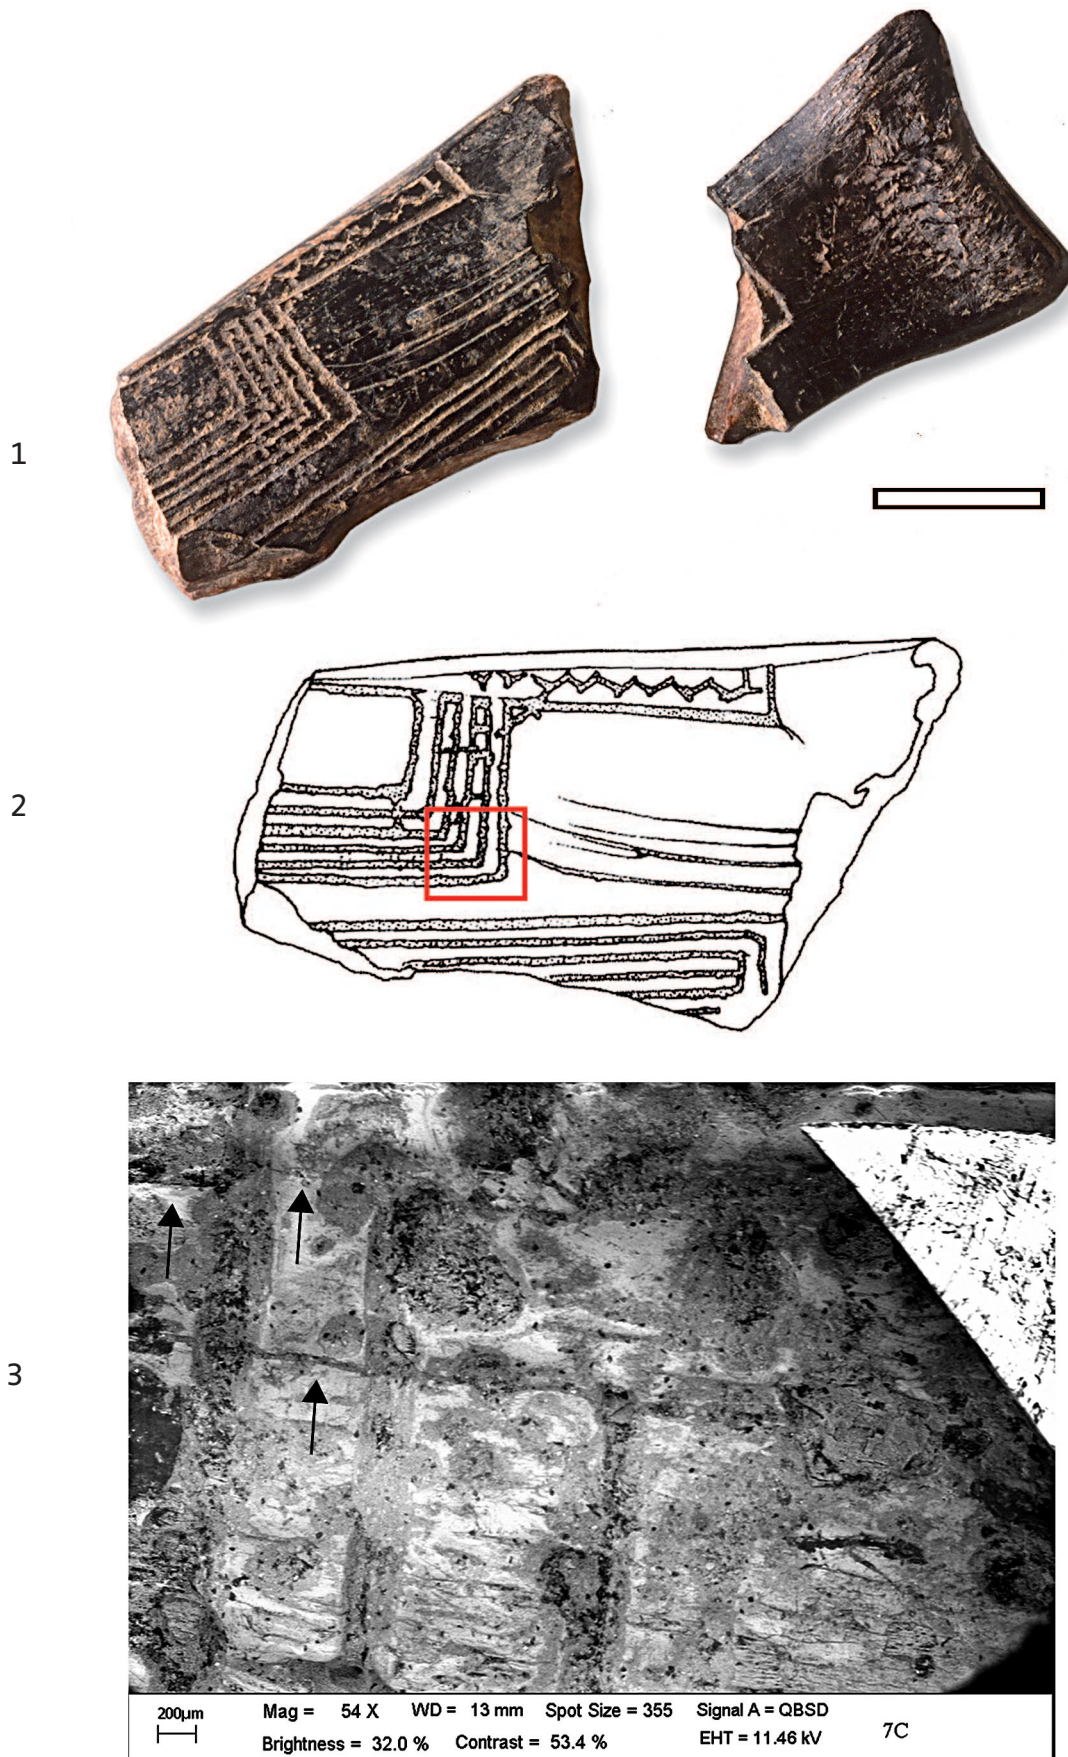 1
2
3
200µm
Mag = 54 X WD = 13 mm Spot Size = 355 Signal A = QBSD
Brightness = 32.0 % Contrast = 53.4 % EHT = 11.46 kV
7C